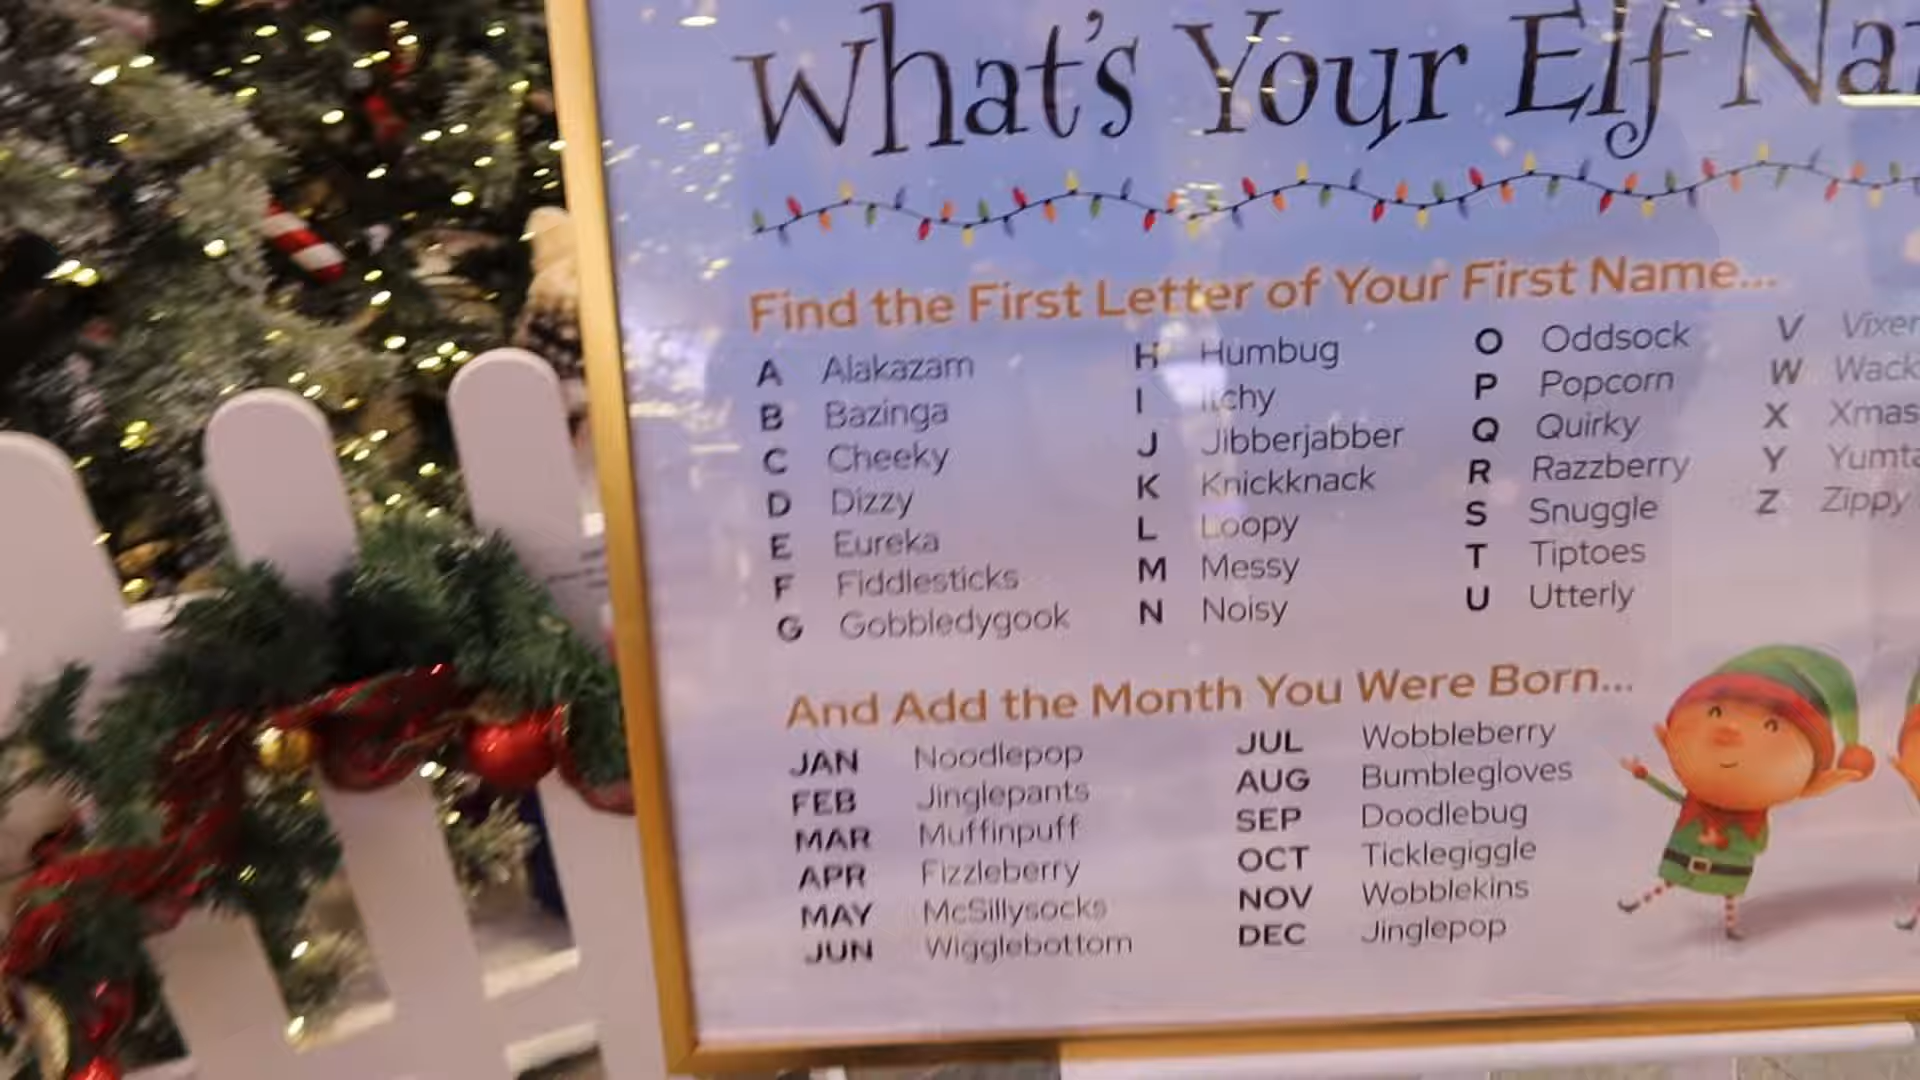 What's Your Elf
Find the First Letter of Your First Name...
A Alakazam
B Bazinga
C Cheeky
D Dizzy
E Eureka
F Fiddlesticks
G Gobbledygook
H Humbug
I Itchy
J Jibberjabber
K Knickknack
L Loopy
M Messy
N Noisy
O Oddsock
P Popcorn
Q Quirky
R Razzberry
S Snuggle
T Tiptoes
U Utterly
V
W
X Xmas
Y
Z Zippy
And Add the Month You Were Born...
JAN Noodlepop
FEB Jinglepants
MAR Muffinpuff
APR Fizzleberry
MAY McSillysocks
JUN Wigglebottom
JUL Wobbleberry
AUG Bumblegloves
SEP Doodlebug
OCT Ticklegiggle
NOV Wobblekins
DEC Jinglepop